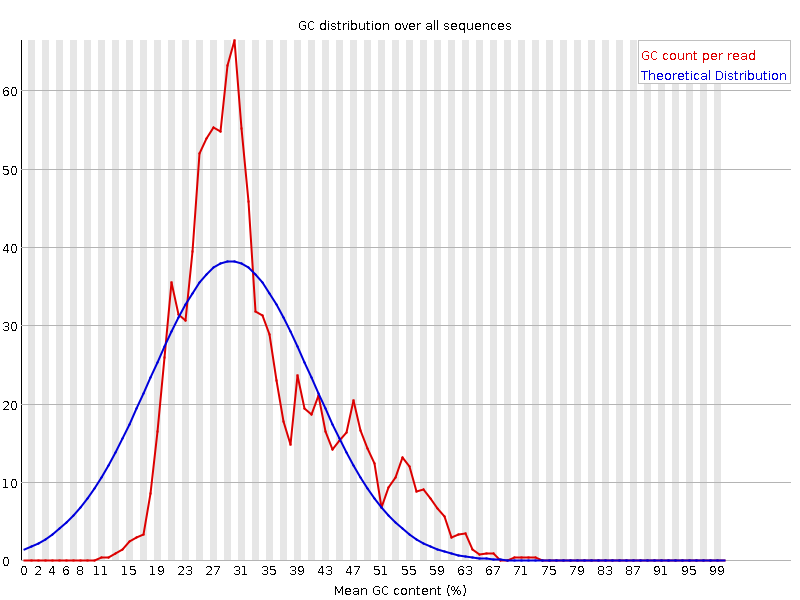 GC distribution over all sequences
GC count per read
Theoretical Distribution
60
50
40
30
20
10
0
0 2 4 6 8 11 15 19 23 27 31 35 39 43 47 51 55 59 63 67 71 75 79 83 87 91 95 99
Mean GC content (%)